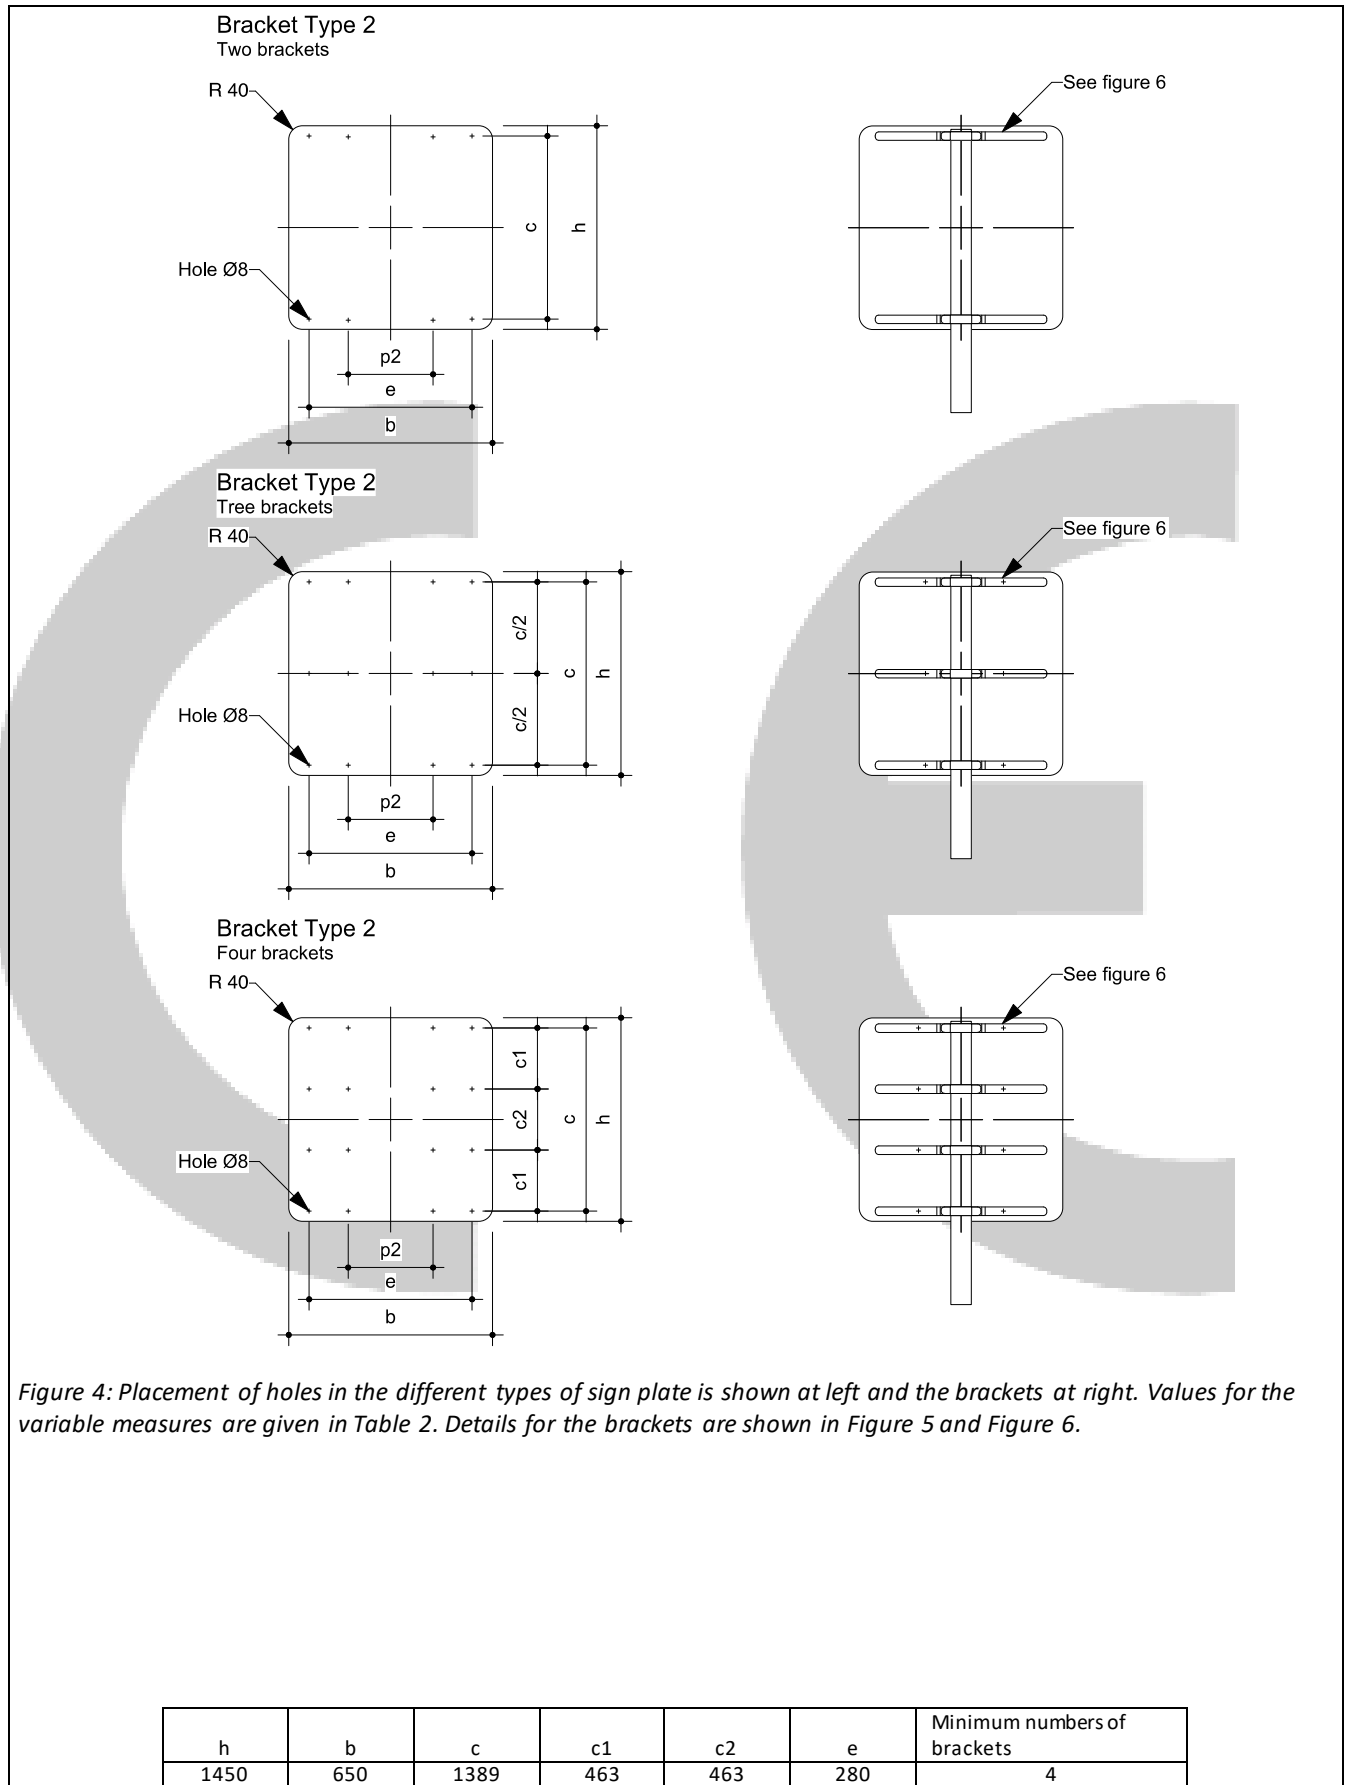 Bracket Type 2
Two brackets
R 40
See figure 6
c
h
Hole Ø8
p2
e
b
Bracket Type 2
Tree brackets
R 40
See figure 6
c/2
c
h
c/2
Hole Ø8
p2
e
b
Bracket Type 2
Four brackets
R 40
See figure 6
c1
c2
c
h
c1
Hole Ø8
p2
e
b
Figure 4: Placement of holes in the different types of sign plate is shown at left and the brackets at right. Values for the
variable measures are given in Table 2. Details for the brackets are shown in Figure 5 and Figure 6.
h b c c1 c2 e Minimum numbers of brackets
1450 650 1389 463 463 280 4